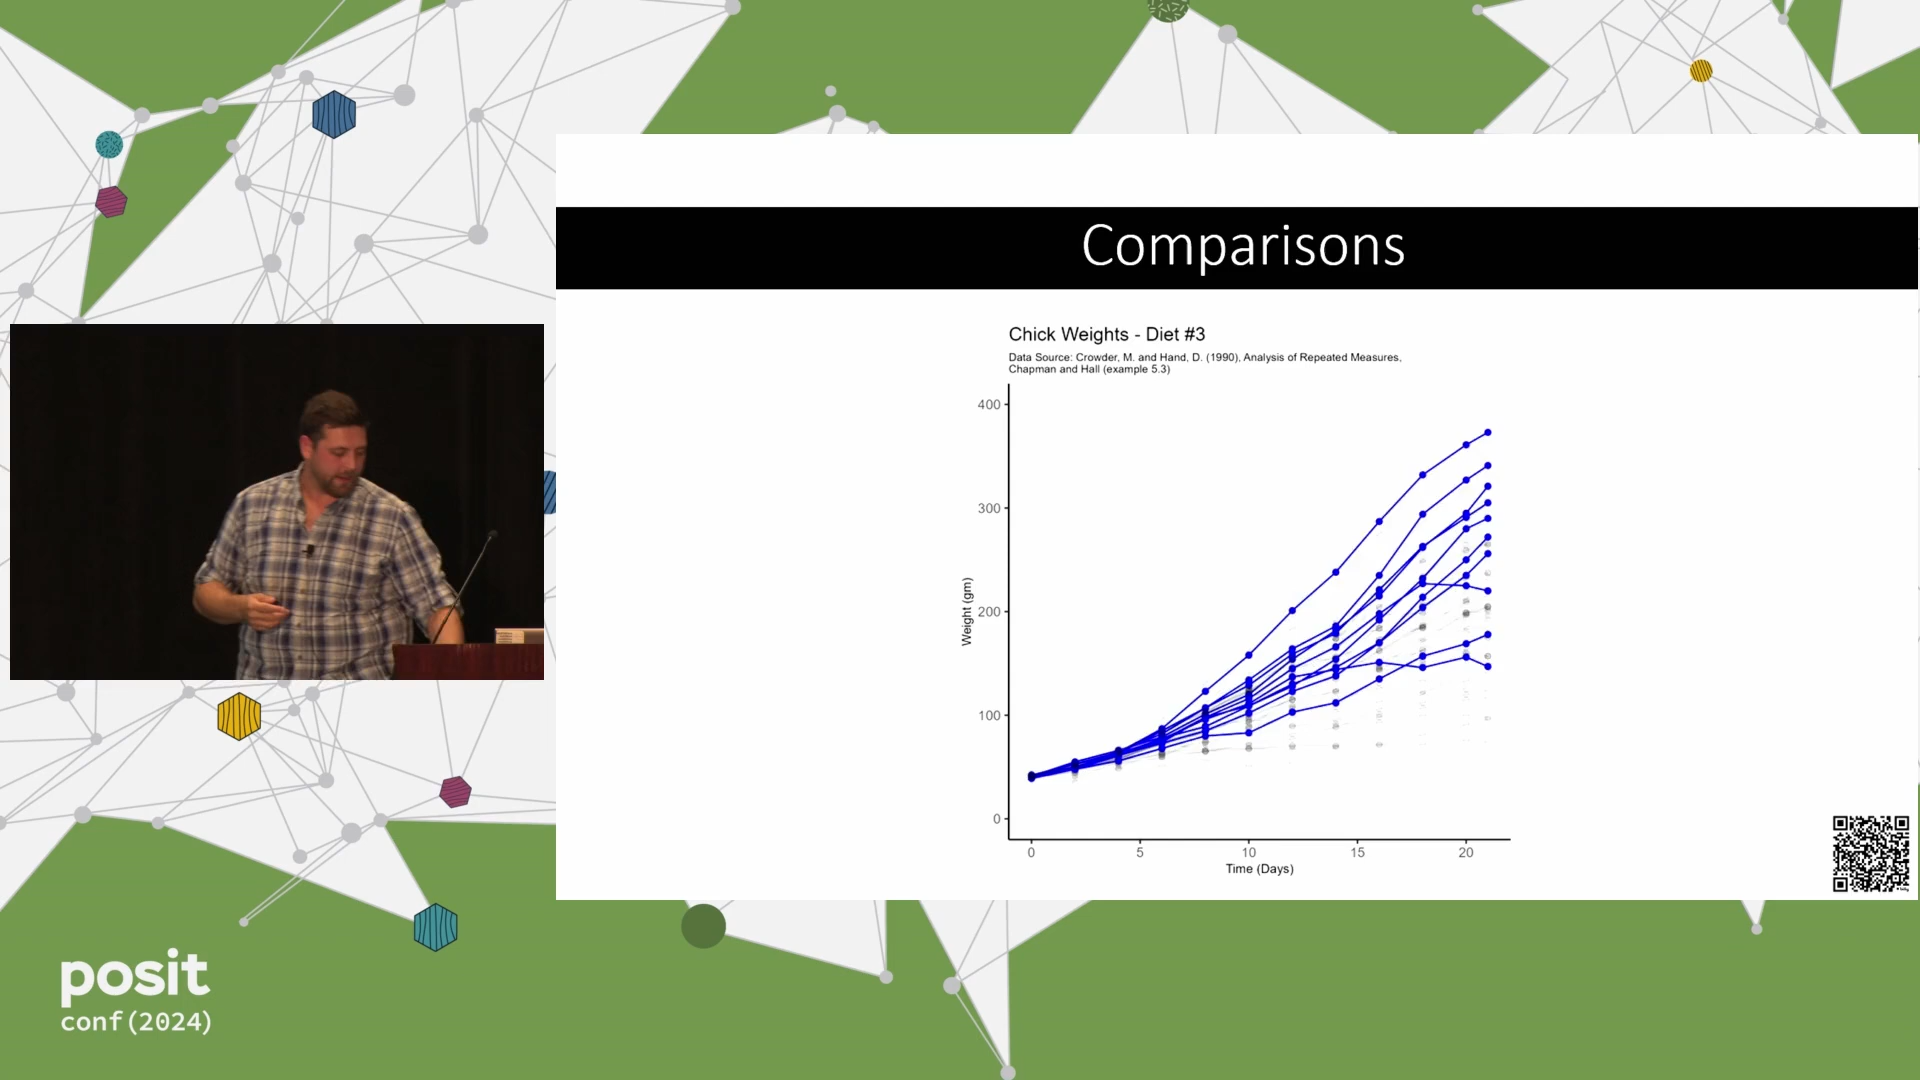 Comparisons
Chick Weights - Diet #3
Data Source: Crowder, M. and Hand, D. (1990), Analysis of Repeated Measures,
Chapman and Hall (example 5.3)
400
300
200
100
0
Weight (gm)
0 5 10 15 20
Time (Days)
posit
conf(2024)